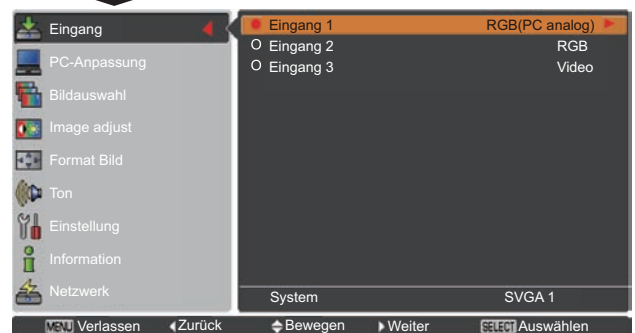 Eingang
PC-Anpassung
Bildauswahl
Image adjust
Format Bild
Ton
Einstellung
Information
Netzwerk
Eingang 1 RGB(PC analog)
Eingang 2 RGB
Eingang 3 Video
System SVGA 1
MENU Verlassen Zurück Bewegen Weiter SELECT Auswählen